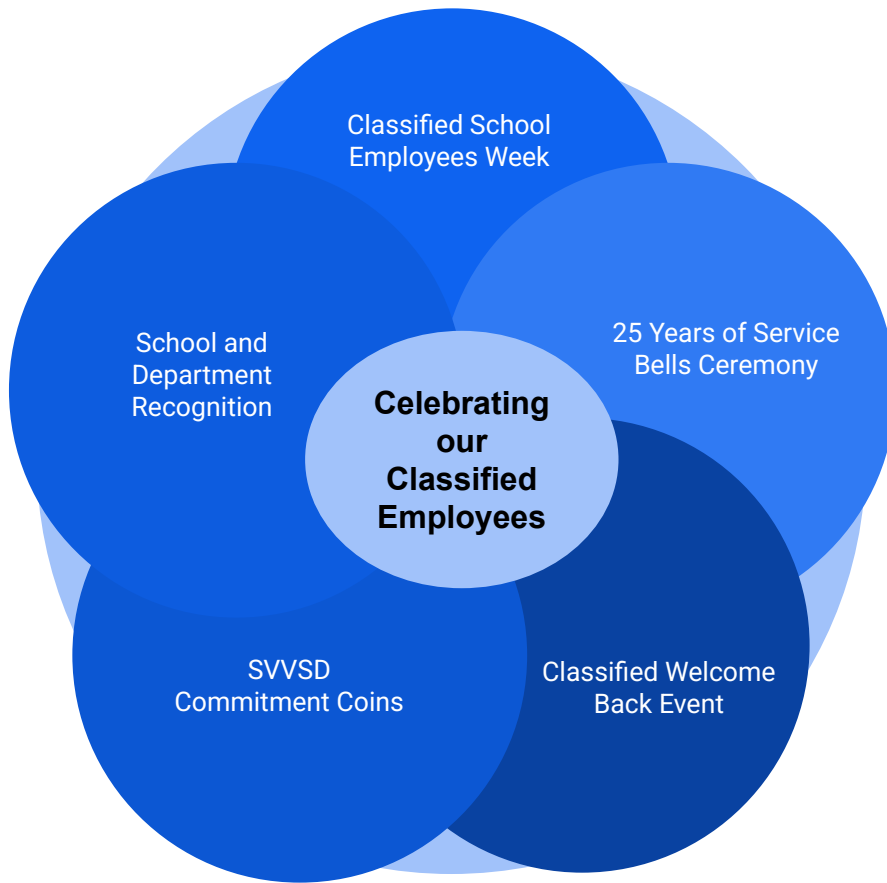 Classified School
Employees Week
25 Years of Service
Bells Ceremony
School and
Department
Recognition
Celebrating
our
Classified
Employees
SVVSD
Commitment Coins
Classified Welcome
Back Event